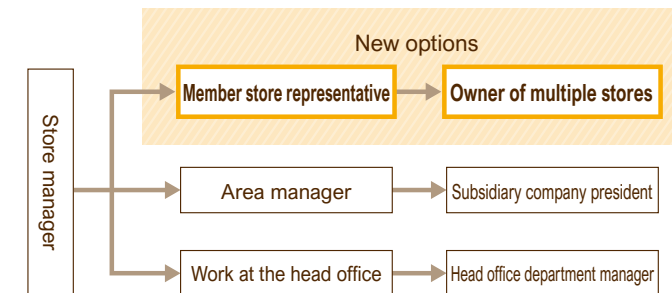 New options
Store manager
Member store representative
Owner of multiple stores
Area manager
Subsidiary company president
Work at the head office
Head office department manager